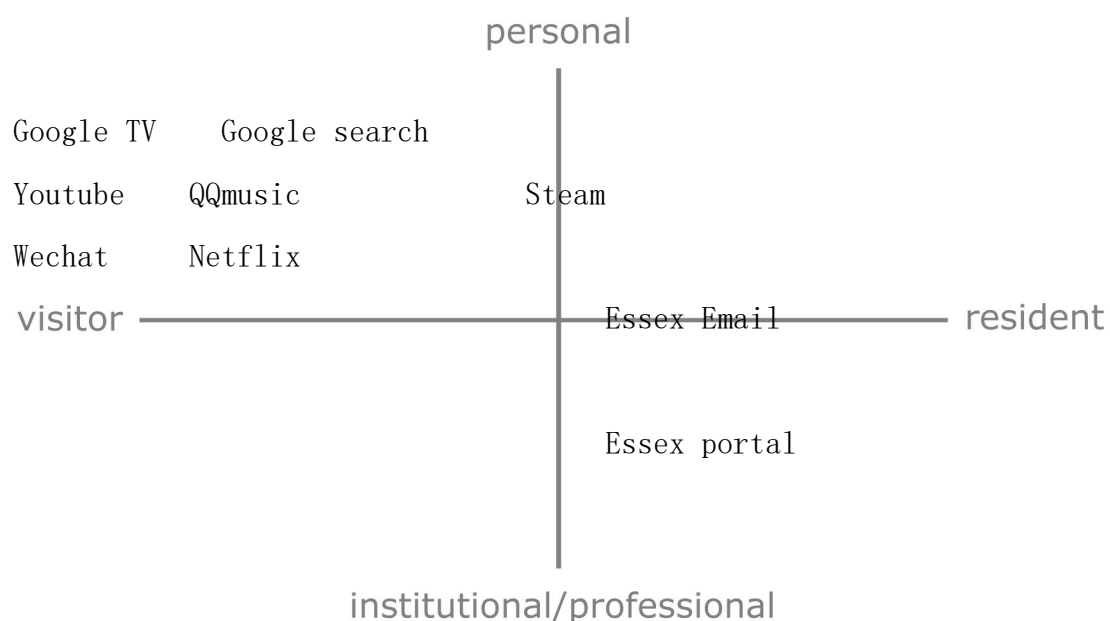 personal
Google TV Google search
Youtube QQmusic Steam
Wechat Netflix
visitor Essex Email resident
Essex portal
institutional/professional